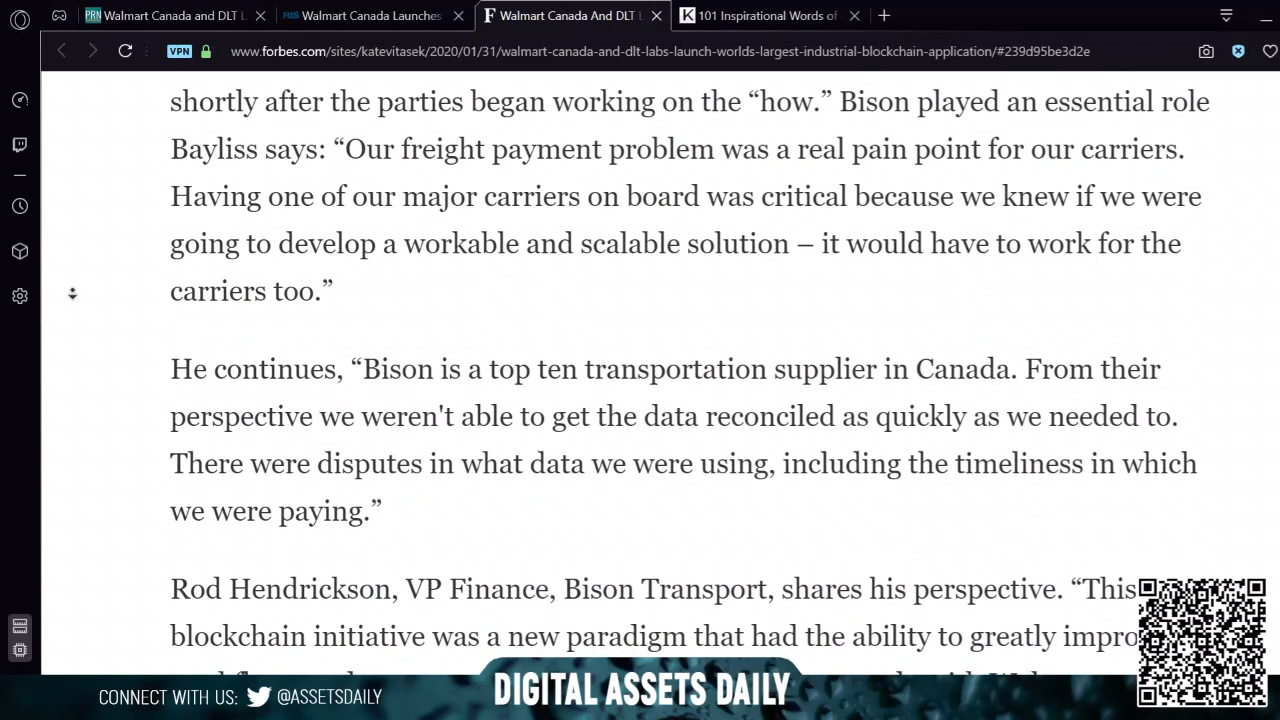 Walmart Canada and DLT L
Walmart Canada Launches
Walmart Canada And DLT L
101 Inspirational Words of
VPN
www.forbes.com/sites/katevitasek/2020/01/31/walmart-canada-and-dlt-labs-launch-worlds-largest-industrial-blockchain-application/#239d95be3d2e
shortly after the parties began working on the “how.” Bison played an essential role
Bayliss says: “Our freight payment problem was a real pain point for our carriers.
Having one of our major carriers on board was critical because we knew if we were
going to develop a workable and scalable solution – it would have to work for the
carriers too.”
He continues, “Bison is a top ten transportation supplier in Canada. From their
perspective we weren't able to get the data reconciled as quickly as we needed to.
There were disputes in what data we were using, including the timeliness in which
we were paying.”
Rod Hendrickson, VP Finance, Bison Transport, shares his perspective. “This
blockchain initiative was a new paradigm that had the ability to greatly impro
CONNECT WITH US: @ASSETSDAILY
DIGITAL ASSETS DAILY